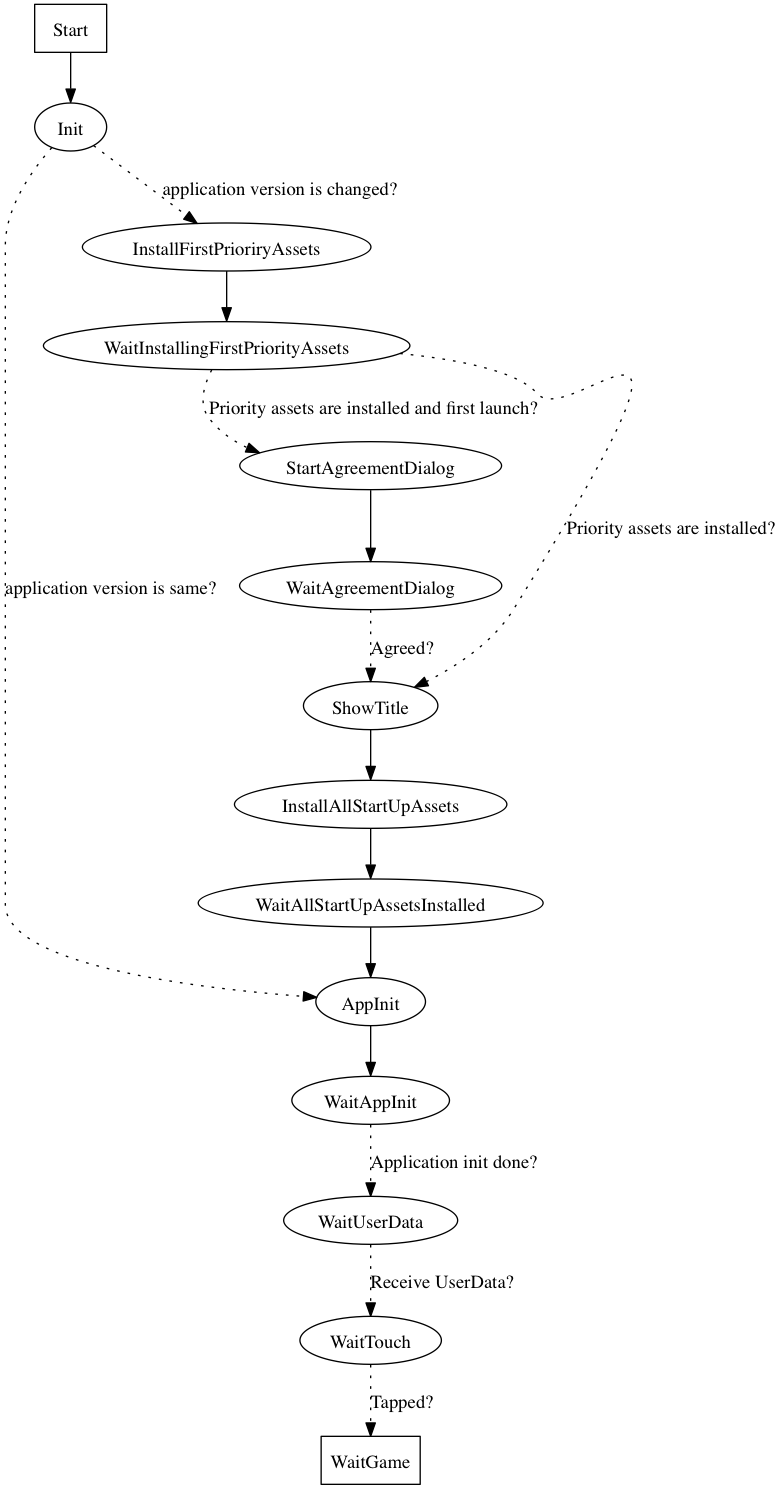 Start
Init
application version is changed?
InstallFirstPrioriryAssets
WaitInstallingFirstPriorityAssets
Priority assets are installed and first launch?
StartAgreementDialog
Priority assets are installed?
WaitAgreementDialog
application version is same?
Agreed?
ShowTitle
InstallAllStartUpAssets
WaitAllStartUpAssetsInstalled
AppInit
WaitAppInit
Application init done?
WaitUserData
Receive UserData?
WaitTouch
Tapped?
WaitGame